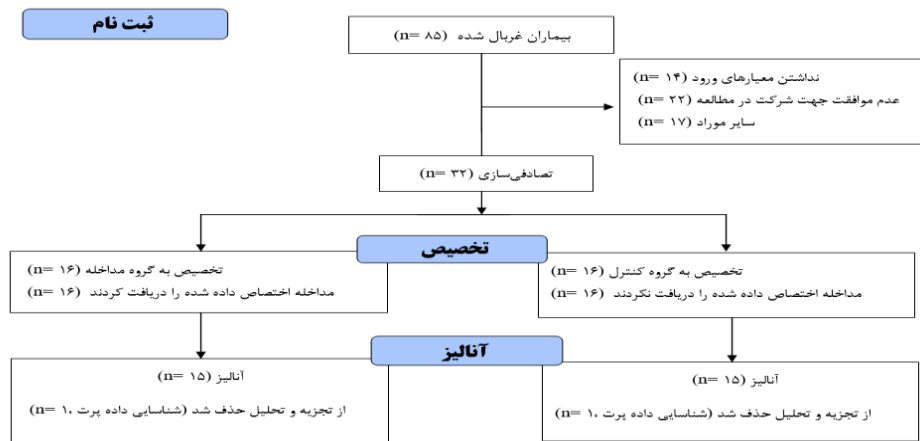 ثبت نام
بیماران غربال شده (n= ۸۵)
نداشتن معیارهای ورود (n= ۱۴)
عدم موافقت جهت شرکت در مطالعه (n= ۲۲)
سایر موراد (n= ۱۷)
تصادفی‌سازی (n= ۳۲)
تخصیص
تخصیص به گروه کنترل (n= ۱۶)
مداخله اختصاص داده شده را دریافت نکردند (n= ۱۶)
تخصیص به گروه مداخله (n= ۱۶)
مداخله اختصاص داده شده را دریافت کردند (n= ۱۶)
آنالیز
آنالیز (n= ۱۵)
از تجزیه و تحلیل حذف شد (شناسایی داده پرت ،n= ۱)
آنالیز (n= ۱۵)
از تجزیه و تحلیل حذف شد (شناسایی داده پرت ،n= ۱)